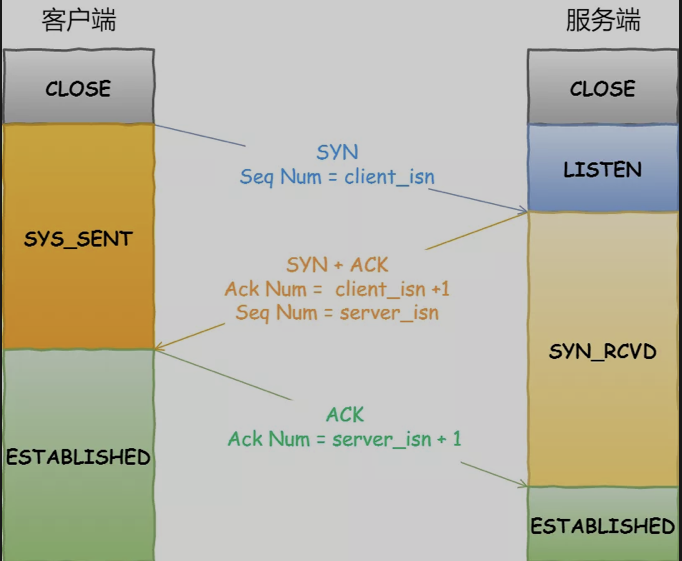 客户端
服务端
CLOSE
CLOSE
SYN
Seq Num = client_isn
LISTEN
SYS_SENT
SYN + ACK
Ack Num = client_isn +1
Seq Num = server_isn
SYN_RCVD
ACK
Ack Num = server_isn + 1
ESTABLISHED
ESTABLISHED